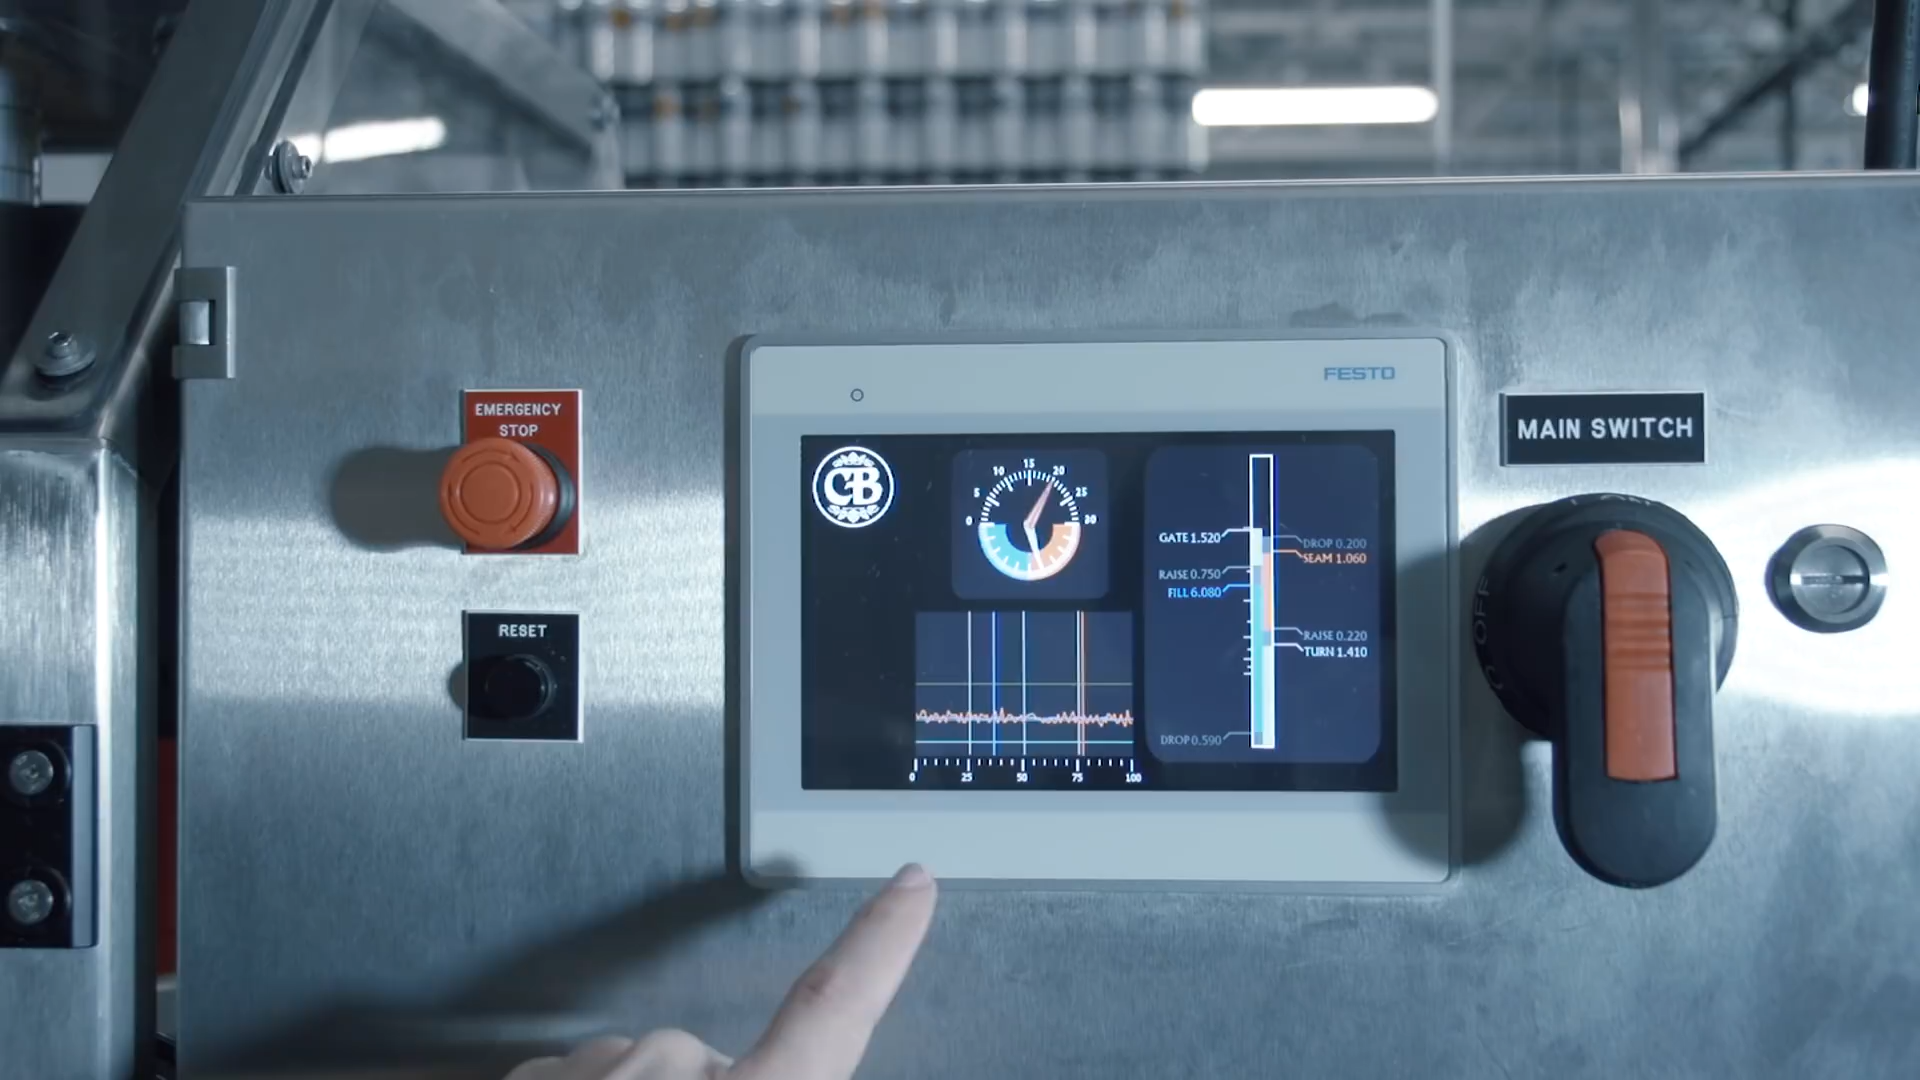 FESTO
EMERGENCY
STOP
MAIN SWITCH
CB
0
5
10
15
20
25
30
GATE 1.520
DROP 0.200
SEAM 1.060
RAISE 0.750
FILL 6.080
RAISE 0.220
TURN 1.410
DROP 0.590
RESET
0
25
50
75
100
OFF